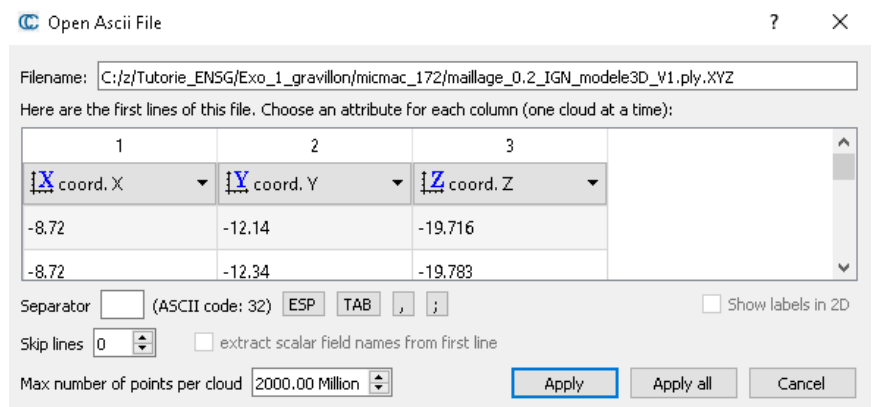 Open Ascii File ?
Filename: C:/z/Tutorie_ENSG/Exo_1_gravillon/micmac_172/maillage_0.2_IGN_modele3D_V1.ply.XYZ
Here are the first lines of this file. Choose an attribute for each column (one cloud at a time):
1 2 3
X coord. X Y coord. Y Z coord. Z
-8.72 -12.14 -19.716
-8.72 -12.34 -19.783
Separator (ASCII code: 32) ESP TAB , ; Show labels in 2D
Skip lines 0 extract scalar field names from first line
Max number of points per cloud 2000.00 Million Apply Apply all Cancel